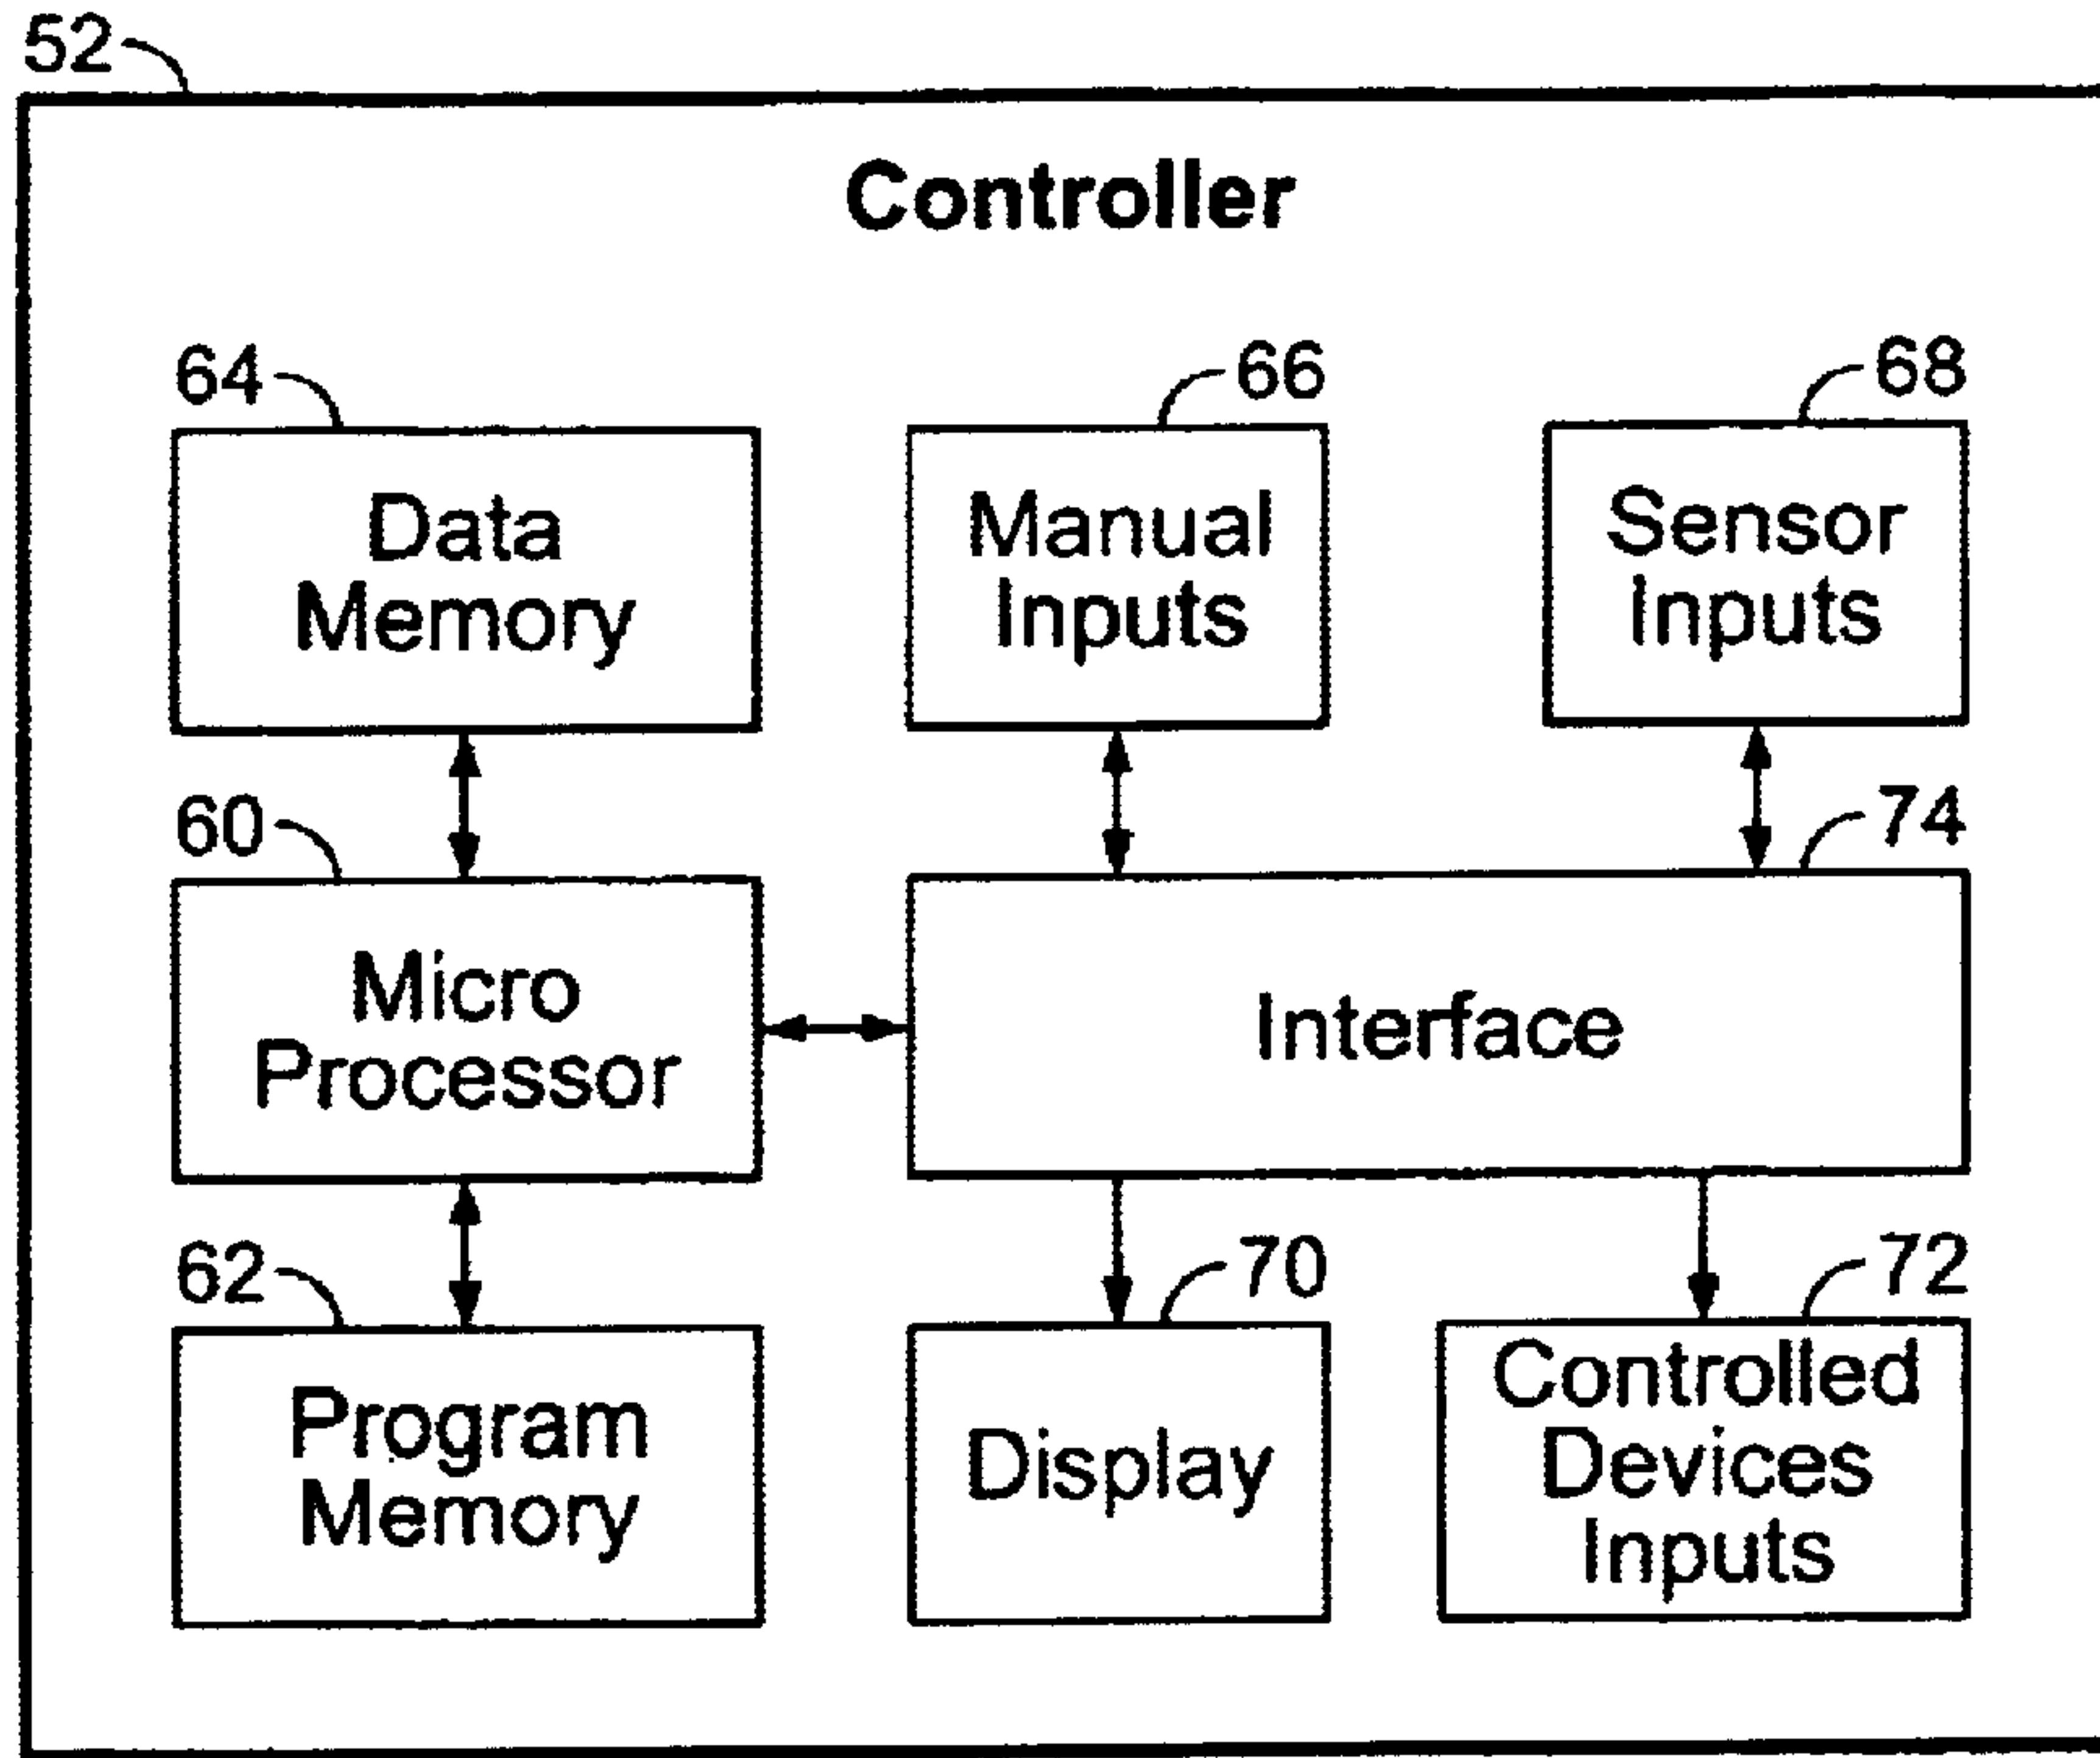 52
Controller
64
66
68
Data
Memory
Manual
Inputs
Sensor
Inputs
60
74
Micro
Processor
Interface
62
70
72
Program
Memory
Display
Controlled
Devices
Inputs